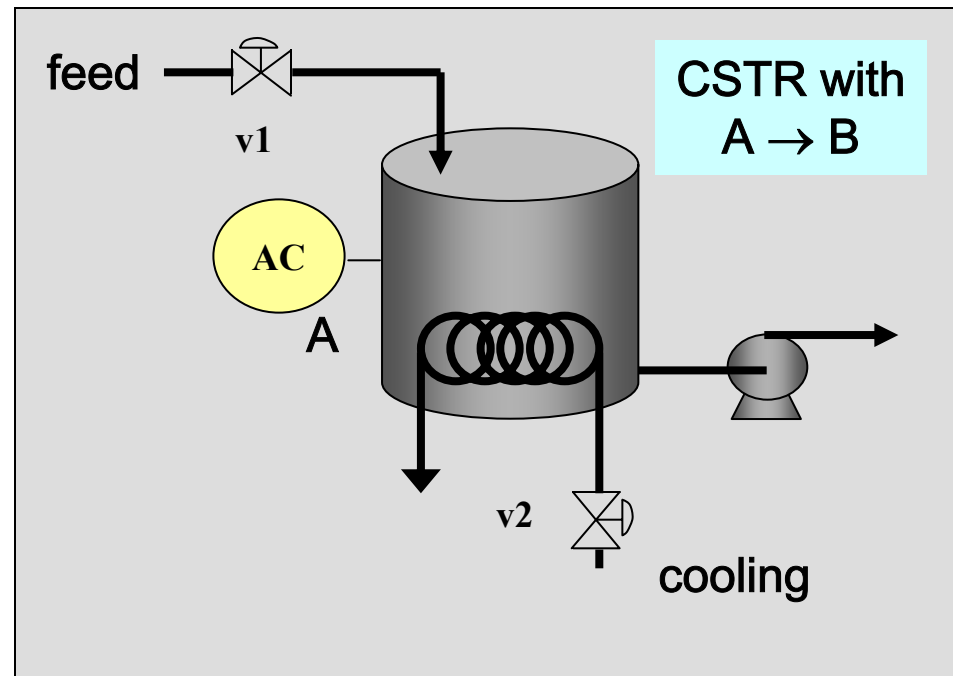 feed
CSTR with
A → B
v1
AC
A
v2
cooling